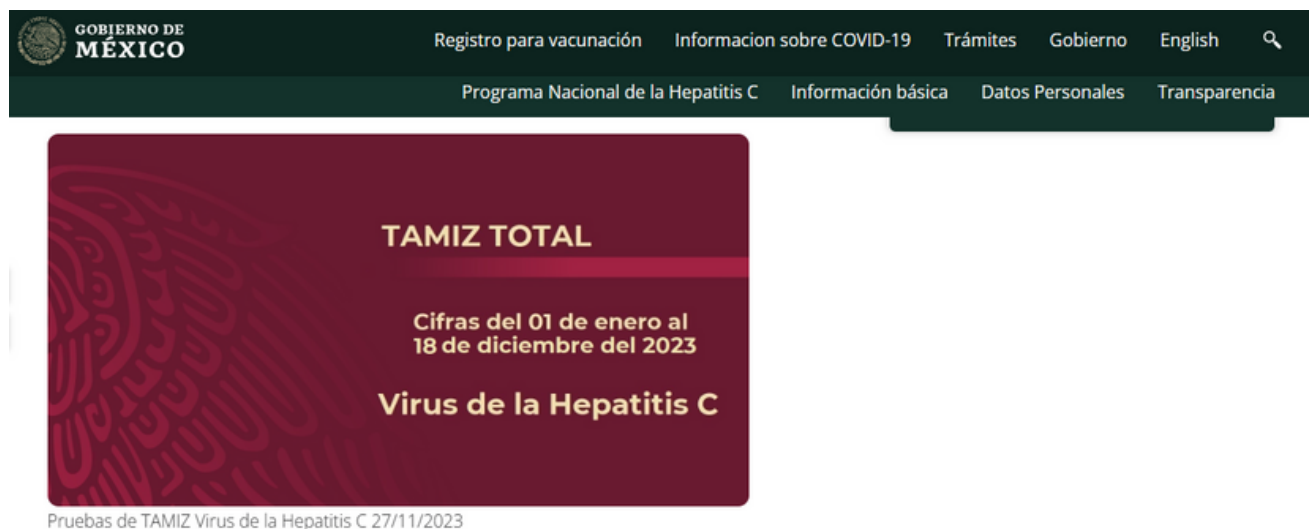 GOBIERNO DE
MÉXICO
Registro para vacunación Informacion sobre COVID-19 Trámites Gobierno English
Programa Nacional de la Hepatitis C Información básica Datos Personales Transparencia
TAMIZ TOTAL
Cifras del 01 de enero al
18 de diciembre del 2023
Virus de la Hepatitis C
Pruebas de TAMIZ Virus de la Hepatitis C 27/11/2023